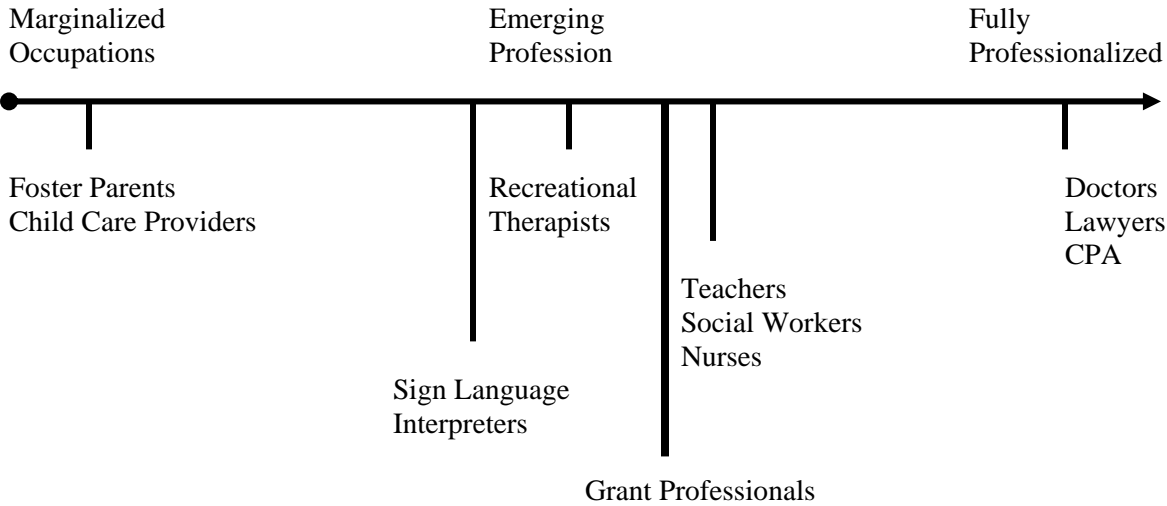 Marginalized
Occupations
Emerging
Profession
Fully
Professionalized
Foster Parents
Child Care Providers
Recreational
Therapists
Doctors
Lawyers
CPA
Teachers
Social Workers
Nurses
Sign Language
Interpreters
Grant Professionals